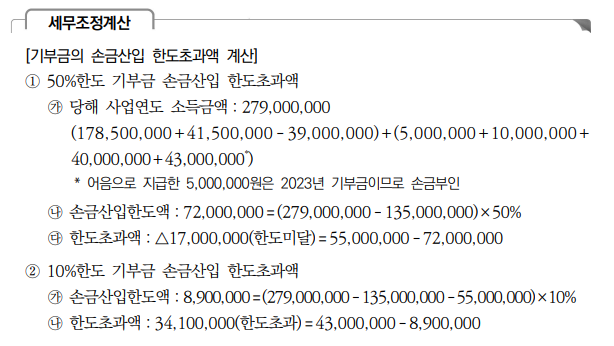 세무조정계산
[기부금의 손금산입 한도초과액 계산]
① 50%한도 기부금 손금산입 한도초과액
㉮ 당해 사업연도 소득금액 : 279,000,000
(178,500,000+41,500,000-39,000,000)+(5,000,000+10,000,000+
40,000,000+43,000,000*)
* 어음으로 지급한 5,000,000원은 2023년 기부금이므로 손금부인
㉯ 손금산입한도액 : 72,000,000=(279,000,000-135,000,000)×50%
㉰ 한도초과액 : △17,000,000(한도미달)=55,000,000-72,000,000
② 10%한도 기부금 손금산입 한도초과액
㉮ 손금산입한도액 : 8,900,000=(279,000,000-135,000,000-55,000,000)×10%
㉯ 한도초과액 : 34,100,000(한도초과)=43,000,000-8,900,000